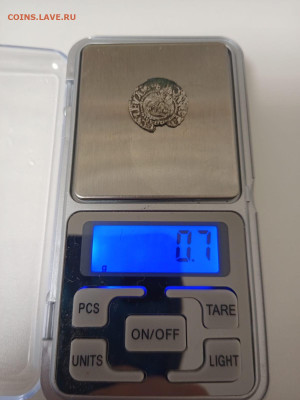 COINS.LAVE.RU
0.7
PCS
TARE
ON/OFF
UNITS
LIGHT